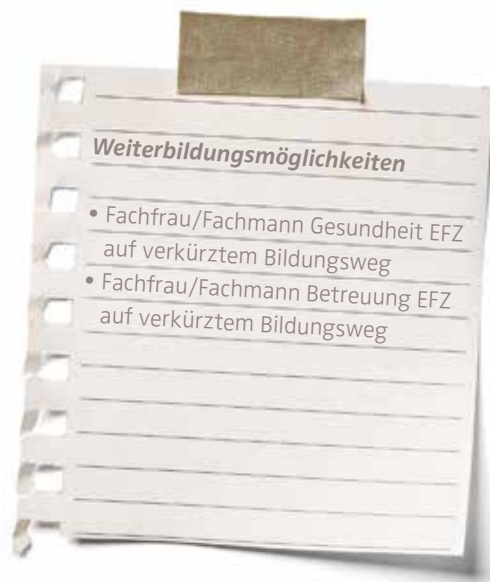 Weiterbildungsmöglichkeiten
• Fachfrau/Fachmann Gesundheit EFZ
auf verkürztem Bildungsweg
• Fachfrau/Fachmann Betreuung EFZ
auf verkürztem Bildungsweg